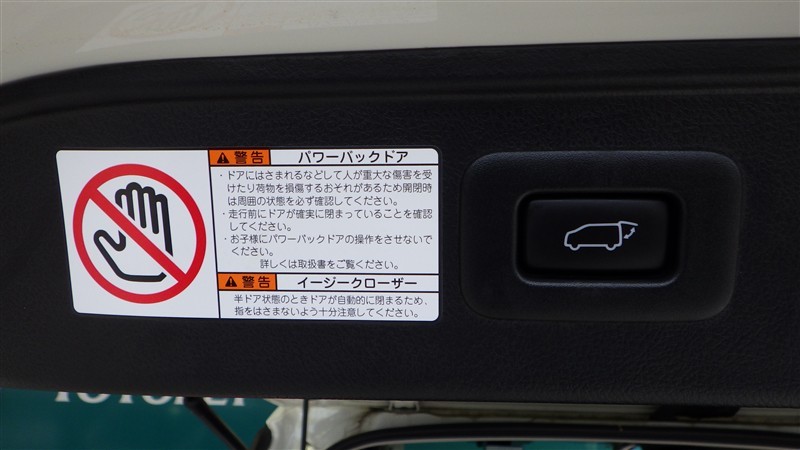 警告 パワーバックドア
・ドアにはさまれるなどして人が重大な傷害を受
けたり荷物を損傷するおそれがあるため開閉時
は周囲の状態を必ず確認してください。
・走行前にドアが確実に閉まっていることを確認
してください。
・お子様にパワーバックドアの操作をさせないで
ください。
詳しくは取扱書をご覧ください。
警告 イージークローザー
半ドア状態のときドアが自動的に閉まるため、
指をはさまないよう十分注意してください。